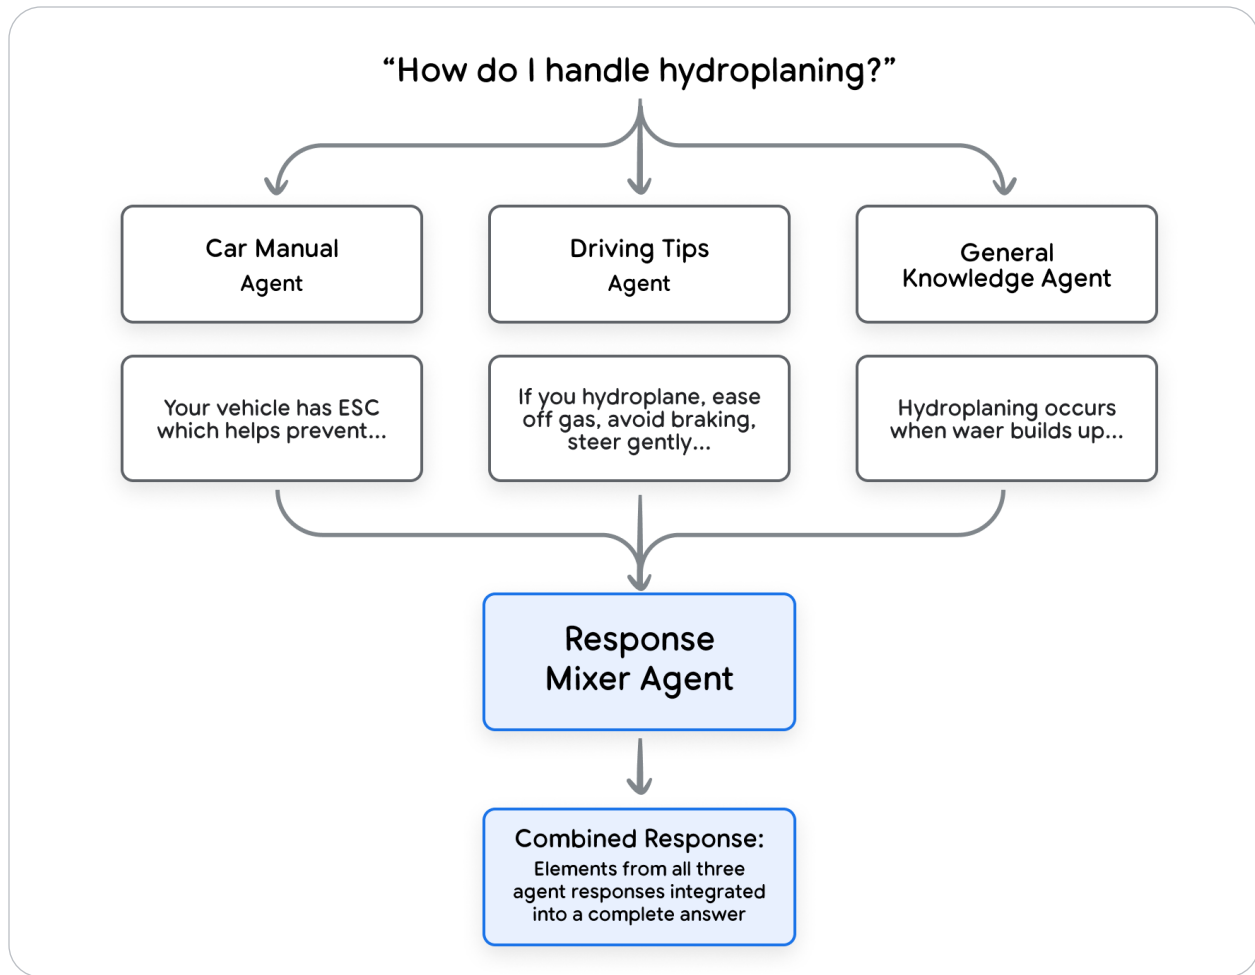 “How do I handle hydroplaning?”
Car Manual
Agent
Driving Tips
Agent
General
Knowledge Agent
Your vehicle has ESC
which helps prevent...
If you hydroplane, ease
off gas, avoid braking,
steer gently...
Hydroplaning occurs
when waer builds up...
Response
Mixer Agent
Combined Response:
Elements from all three
agent responses integrated
into a complete answer